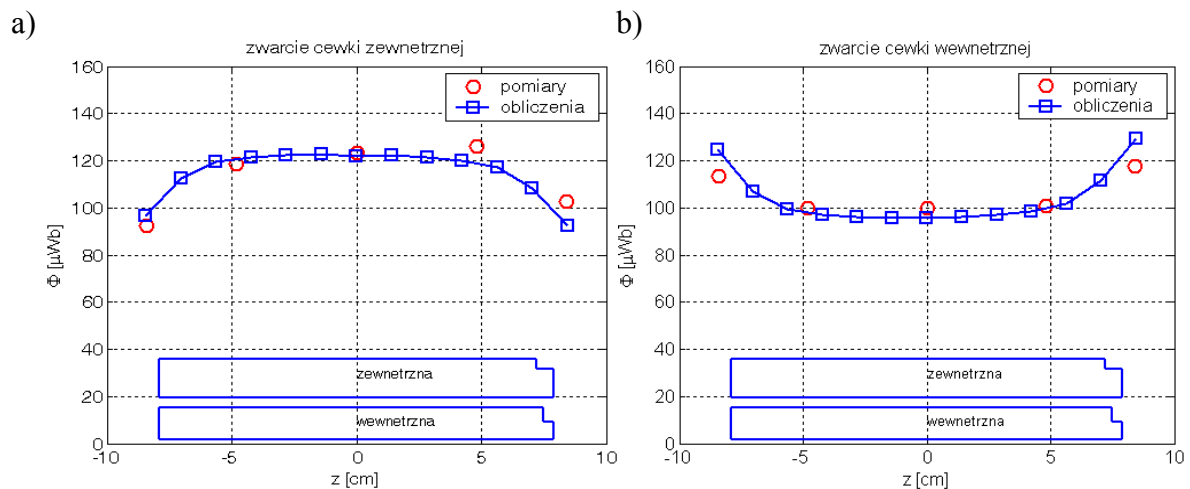 a)
zwarcie cewki zewnetrznej
160
140
120
100
80
60
40
20
0
Φ [µWb]
pomiary
obliczenia
zewnetrzna
wewnetrzna
-10
-5
0
5
10
z [cm]
b)
zwarcie cewki wewnetrznej
160
140
120
100
80
60
40
20
0
Φ [µWb]
pomiary
obliczenia
zewnetrzna
wewnetrzna
-10
-5
0
5
10
z [cm]